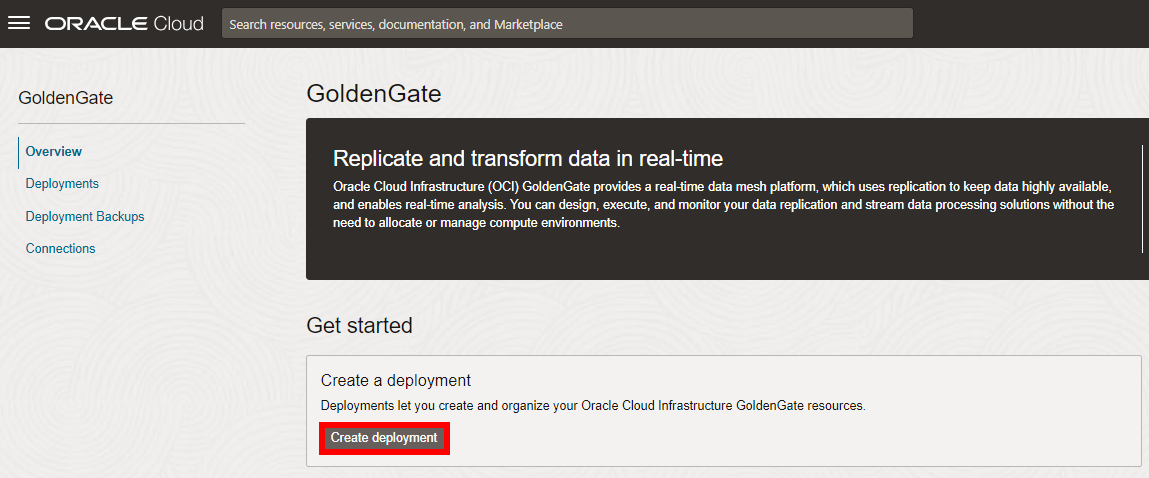 ORACLE Cloud
Search resources, services, documentation, and Marketplace
GoldenGate
Overview
Deployments
Deployment Backups
Connections
GoldenGate
Replicate and transform data in real-time
Oracle Cloud Infrastructure (OCI) GoldenGate provides a real-time data mesh platform, which uses replication to keep data highly available,
and enables real-time analysis. You can design, execute, and monitor your data replication and stream data processing solutions without the
need to allocate or manage compute environments.
Get started
Create a deployment
Deployments let you create and organize your Oracle Cloud Infrastructure GoldenGate resources.
Create deployment